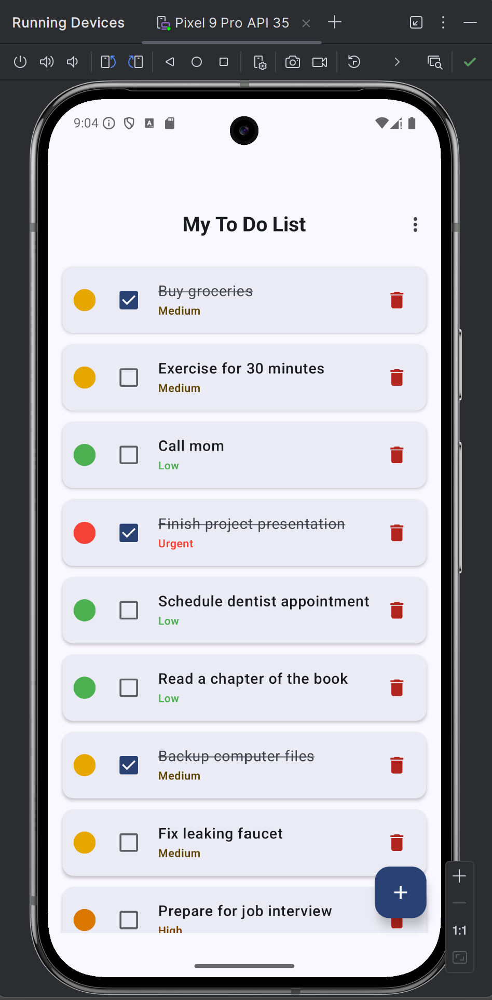 Running Devices
Pixel 9 Pro API 35
9:04
A
My To Do List
Buy groceries
Medium
Exercise for 30 minutes
Medium
Call mom
Low
Finish project presentation
Urgent
Schedule dentist appointment
Low
Read a chapter of the book
Low
Backup computer files
Medium
Fix leaking faucet
Medium
Prepare for job interview
High
1:1